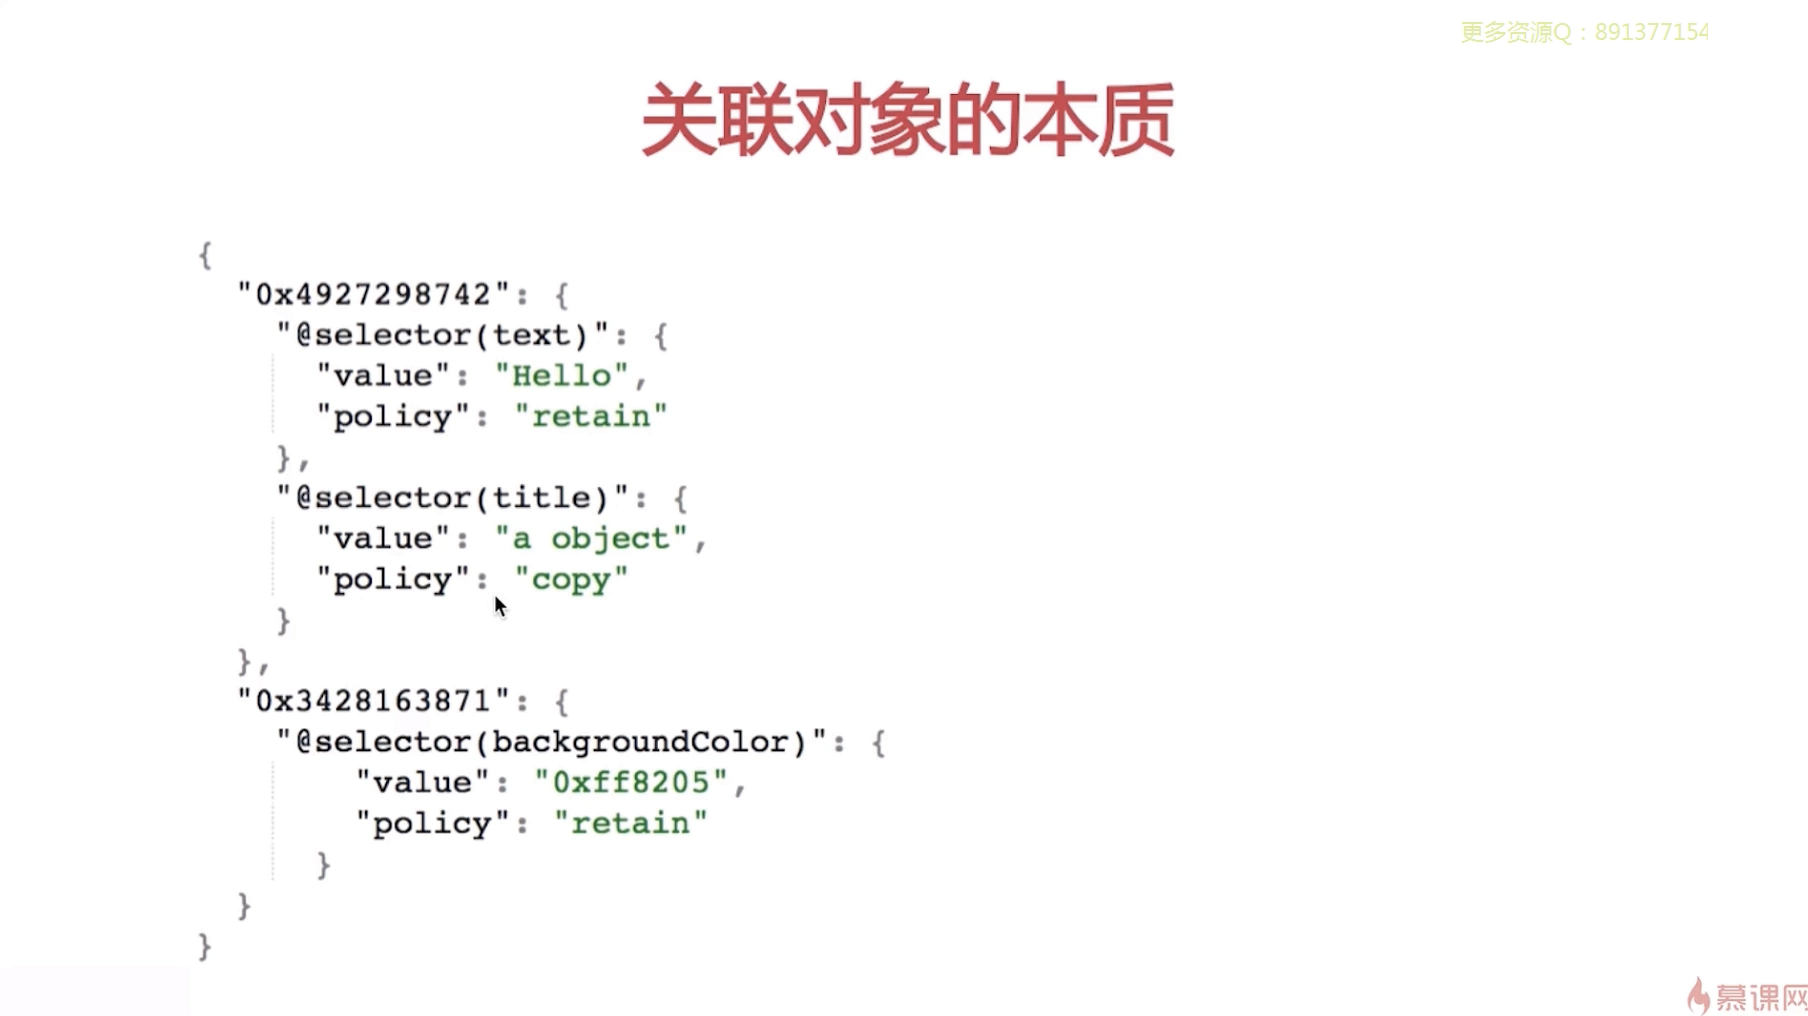 更多资源Q：891377154
关联对象的本质
{
"0x4927298742": {
"@selector(text)": {
"value": "Hello",
"policy": "retain"
},
"@selector(title)": {
"value": "a object",
"policy": "copy"
}
},
"0x3428163871": {
"@selector(backgroundColor)": {
"value": "0xff8205",
"policy": "retain"
}
}
}
慕课网